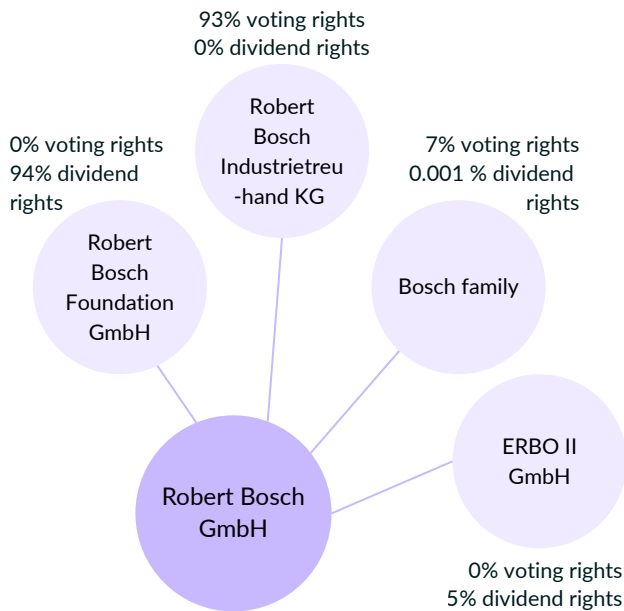 93% voting rights
0% dividend rights
Robert
Bosch
Industrietreu
-hand KG
0% voting rights
94% dividend
rights
Robert
Bosch
Foundation
GmbH
7% voting rights
0.001 % dividend
rights
Bosch family
ERBO II
GmbH
0% voting rights
5% dividend rights
Robert Bosch
GmbH